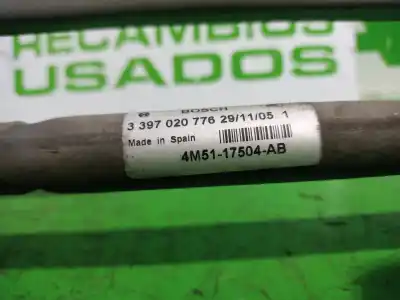 RECAMBIOS
USADOS
BOSCH
3 397 020 776 29/11/05 1
Made in Spain
4M51-17504-AB